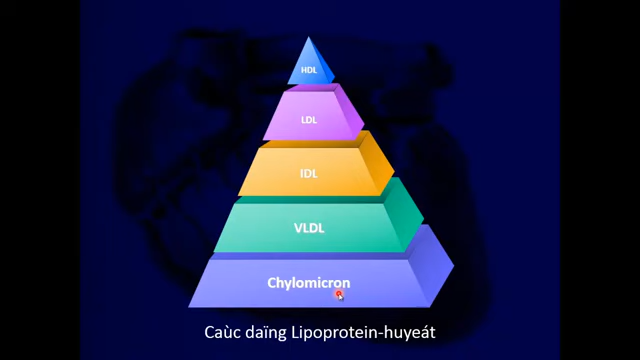 HDL
LDL
IDL
VLDL
Chylomicron
Caùc daïng Lipoprotein-huyeát